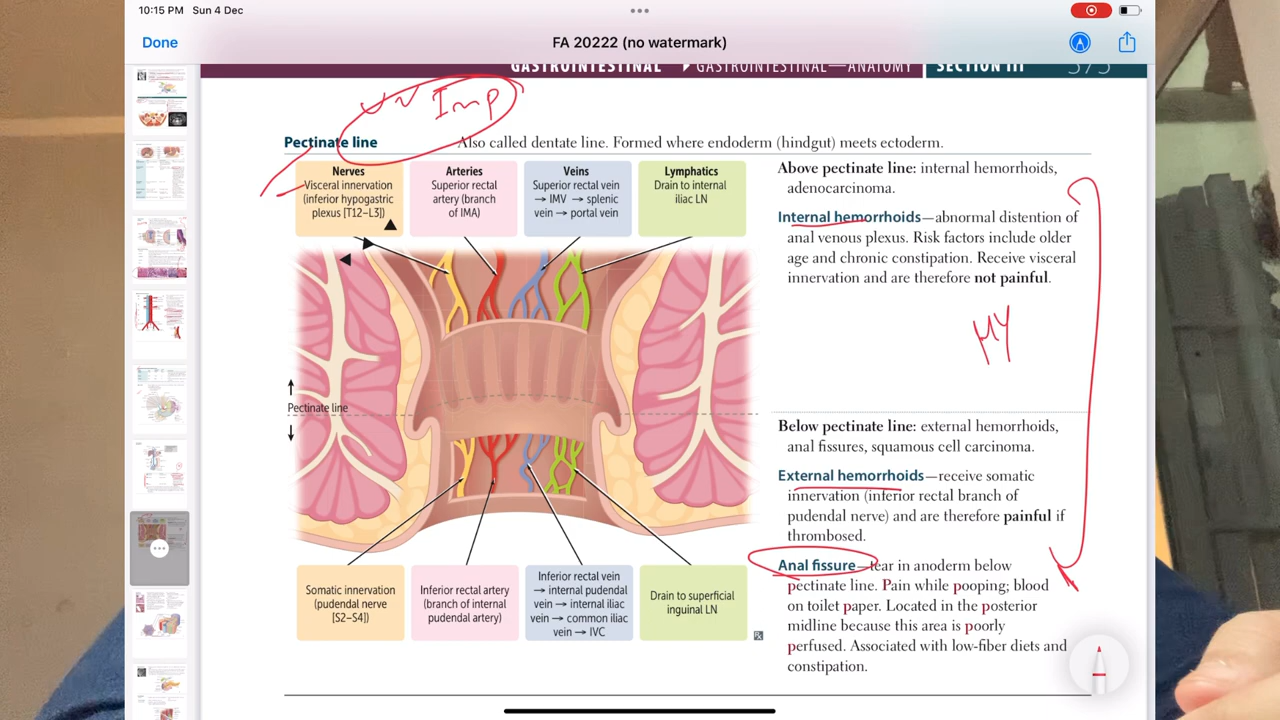 10:15 PM Sun 4 Dec
Done
FA 20222 (no watermark)
GASTROINTESTINAL ▶ GASTROINTESTINAL—ANATOMY
SECTION III
373
Imp
Pectinate line
Also called dentate line. Formed where endoderm (hindgut) meets ectoderm.
Nerves
Visceral innervation
(inferior hypogastric
plexus [T12–L3])
Arteries
Superior rectal
artery (branch
of IMA)
Veins
Superior rectal vein
→ IMV → splenic
vein → portal vein
Lymphatics
Drain to internal
iliac LN
Pectinate line
Somatic innervation
(pudendal nerve
[S2–S4])
Inferior rectal artery
(branch of internal
pudendal artery)
Inferior rectal vein
→ internal pudendal
vein → internal iliac
vein → common iliac
vein → IVC
Drain to superficial
inguinal LN
Above pectinate line: internal hemorrhoids,
adenocarcinoma.
Internal hemorrhoids—abnormal distention of
anal venous plexus. Risk factors include older
age and chronic constipation. Receive visceral
innervation and are therefore not painful.
HY
Below pectinate line: external hemorrhoids,
anal fissures, squamous cell carcinoma.
External hemorrhoids—receive somatic
innervation (inferior rectal branch of
pudendal nerve) and are therefore painful if
thrombosed.
Anal fissure—tear in anoderm below
pectinate line. Pain while pooping; blood
on toilet paper. Located in the posterior
midline because this area is poorly
perfused. Associated with low-fiber diets and
constipation.